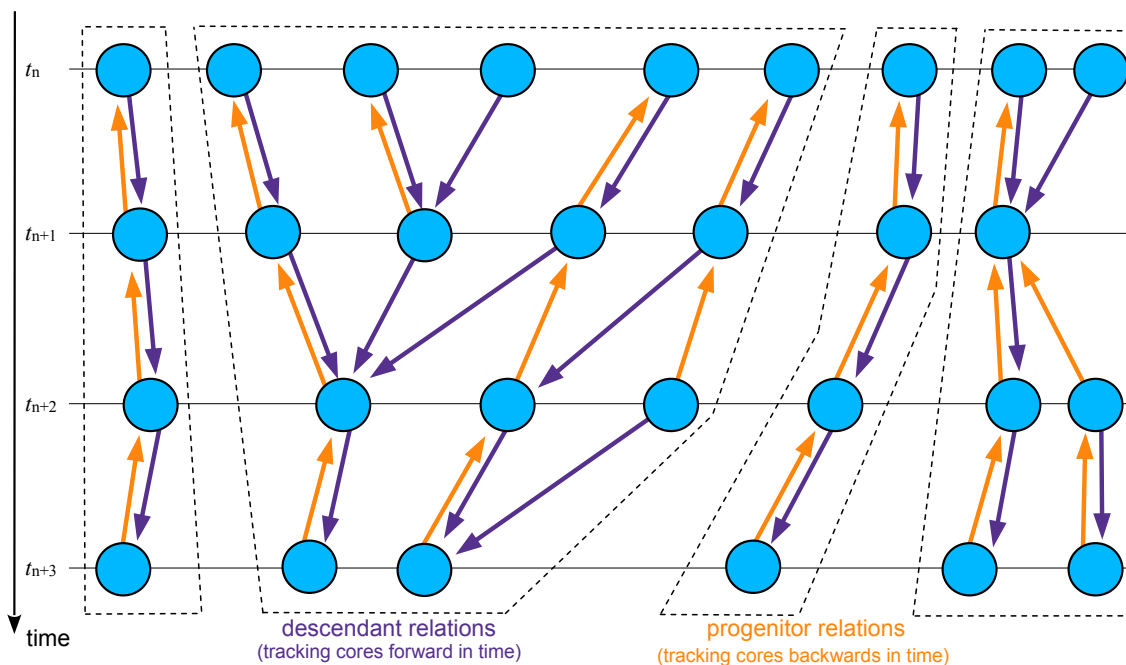 tn
tn+1
tn+2
tn+3
time
descendant relations
(tracking cores forward in time)
progenitor relations
(tracking cores backwards in time)